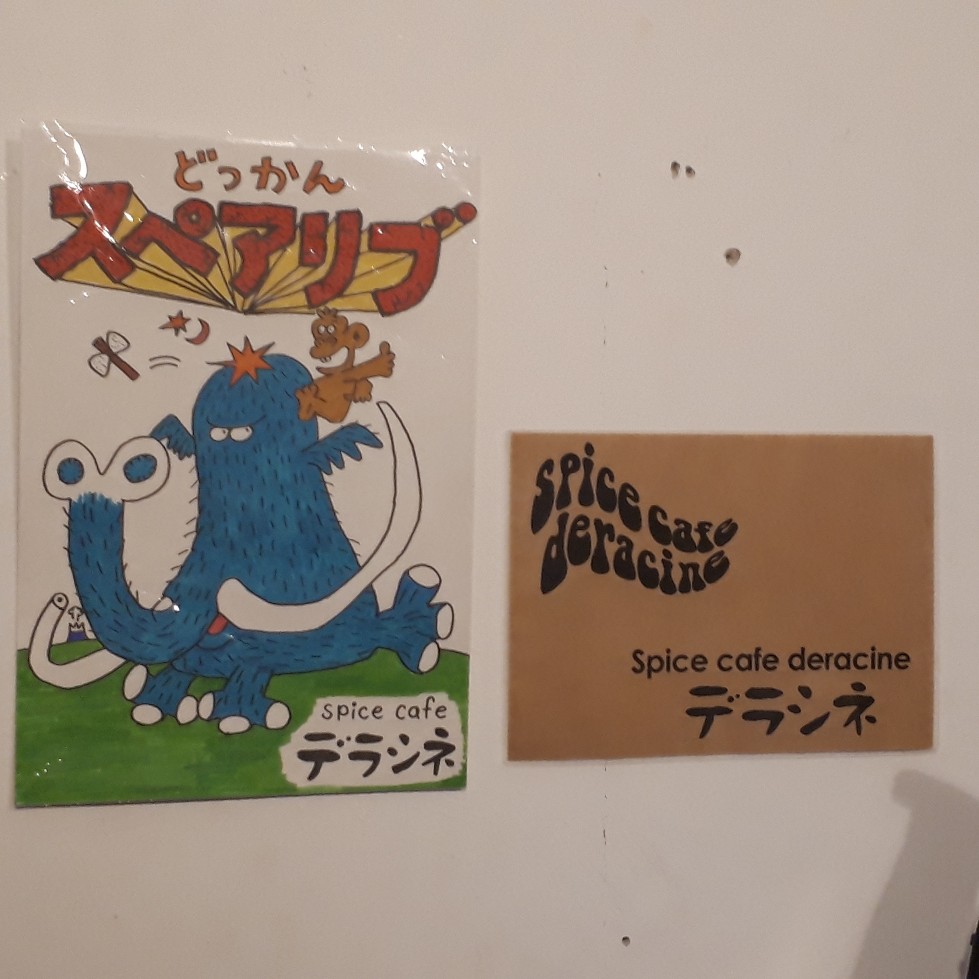 どっかん
スペアリブ
spice cafe
デラシネ
spice cafe
deracine
Spice cafe deracine
デラシネ